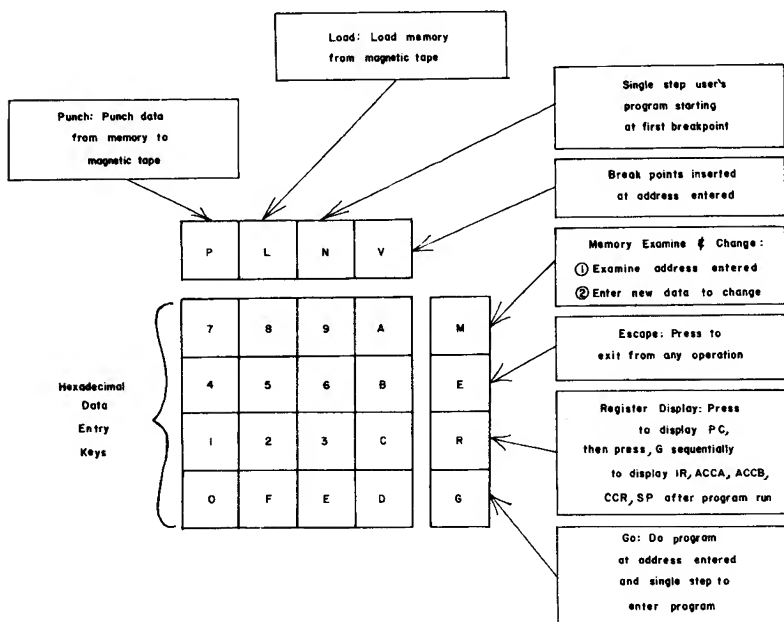 Load: Load memory
from magnetic tape
Punch: Punch data
from memory to
magnetic tape
Single step user's
program starting
at first breakpoint
Break points inserted
at address entered
P L N V
Memory Examine & Change:
① Examine address entered
② Enter new data to change
7 8 9 A M
Escape: Press to
exit from any operation
4 5 6 B E
Hexadecimal
Data
Entry
Keys
Register Display: Press
to display PC,
then press, G sequentially
to display IR, ACCA, ACCB,
CCR, SP after program run
1 2 3 C R
0 F E D G
Go: Do program
at address entered
and single step to
enter program